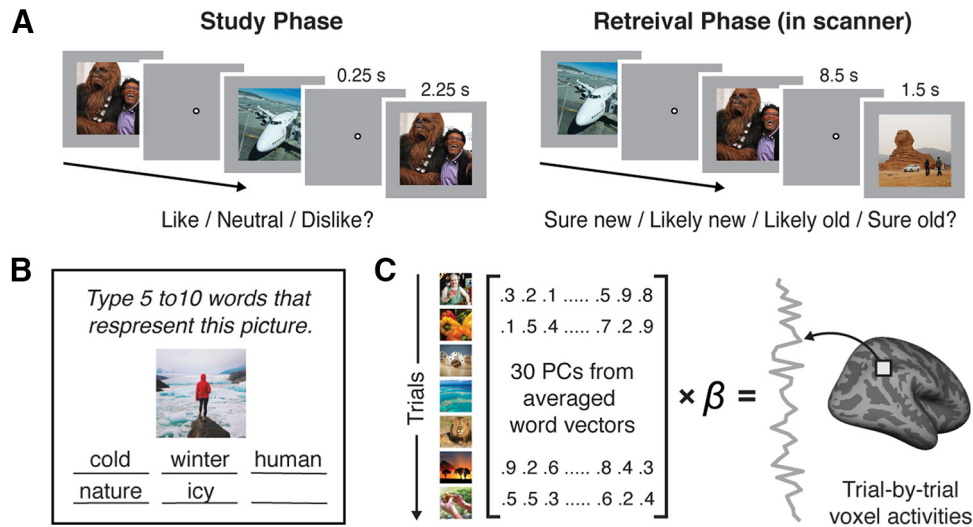 A
Study Phase
0.25 s
2.25 s
Like / Neutral / Dislike?
Retreival Phase (in scanner)
8.5 s
1.5 s
Sure new / Likely new / Likely old / Sure old?
B
Type 5 to10 words that
respresent this picture.
cold winter human
nature icy
C
Trials
.3 .2 .1 ..... .5 .9 .8
.1 .5 .4 ..... .7 .2 .9
30 PCs from
averaged
word vectors
.9 .2 .6 ..... .8 .4 .3
.5 .5 .3 ..... .6 .2 .4
× β =
Trial-by-trial
voxel activities